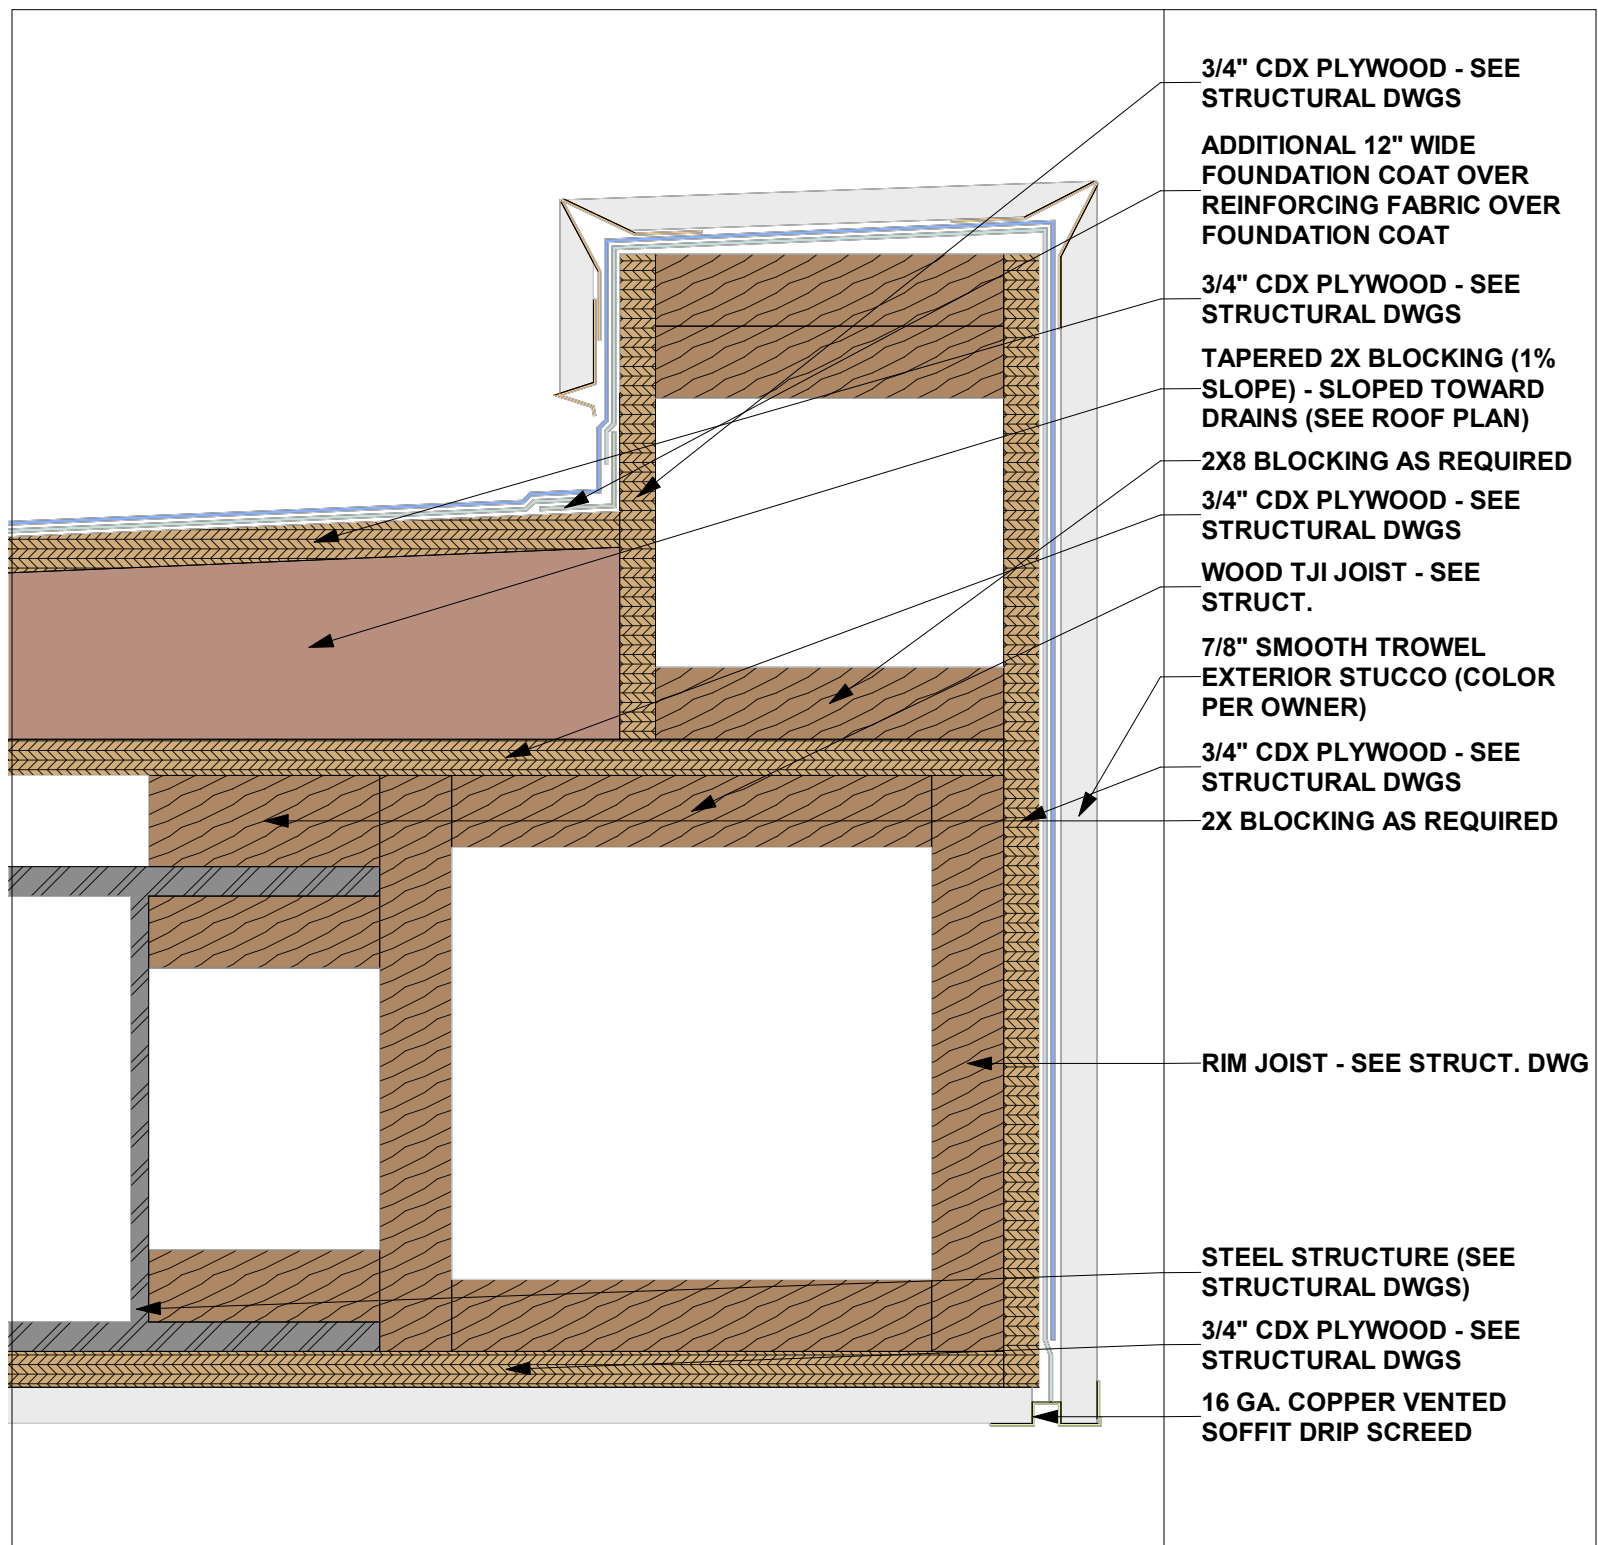 3/4" CDX PLYWOOD - SEE
STRUCTURAL DWGS
ADDITIONAL 12" WIDE
FOUNDATION COAT OVER
REINFORCING FABRIC OVER
FOUNDATION COAT
3/4" CDX PLYWOOD - SEE
STRUCTURAL DWGS
TAPERED 2X BLOCKING (1%
SLOPE) - SLOPED TOWARD
DRAINS (SEE ROOF PLAN)
2X8 BLOCKING AS REQUIRED
3/4" CDX PLYWOOD - SEE
STRUCTURAL DWGS
WOOD TJI JOIST - SEE
STRUCT.
7/8" SMOOTH TROWEL
EXTERIOR STUCCO (COLOR
PER OWNER)
3/4" CDX PLYWOOD - SEE
STRUCTURAL DWGS
2X BLOCKING AS REQUIRED
RIM JOIST - SEE STRUCT. DWG
STEEL STRUCTURE (SEE
STRUCTURAL DWGS)
3/4" CDX PLYWOOD - SEE
STRUCTURAL DWGS
16 GA. COPPER VENTED
SOFFIT DRIP SCREED